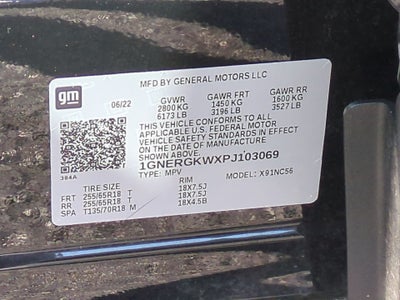 gm
MFD BY GENERAL MOTORS LLC
06/22
GVWR GAWR FRT GAWR RR
2800 KG 1450 KG 1600 KG
6173 LB 3196 LB 3527 LB
THIS VEHICLE CONFORMS TO ALL
APPLICABLE U.S. FEDERAL MOTOR
VEHICLE SAFETY STANDARDS IN EFFECT
ON THE DATE OF MANUFACTURE
SHOWN ABOVE.
1GNERGKWXPJ103069
384A
TYPE: MPV MODEL: X91NC56
TIRE SIZE RIM
FRT 255/65R18 T 18X7.5J
RR 255/65R18 T 18X7.5J
SPA T135/70R18 M 18X4.5B